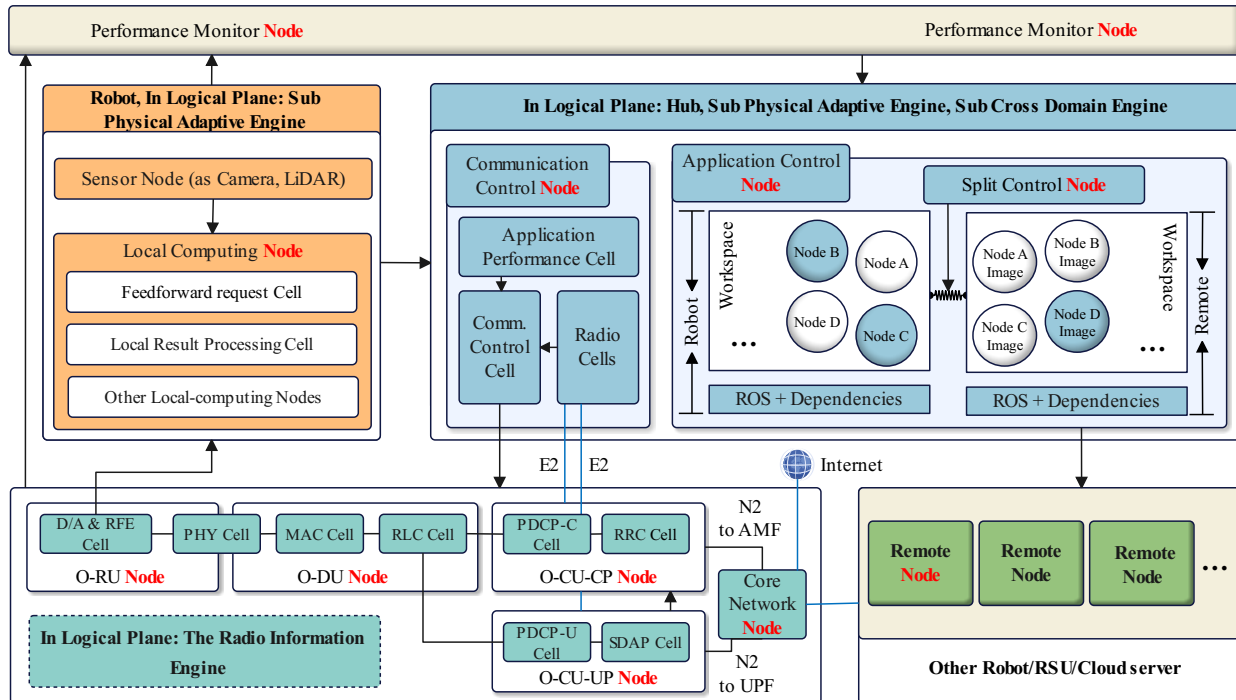 Performance Monitor Node
Performance Monitor Node
Robot, In Logical Plane: Sub
Physical Adaptive Engine
Sensor Node (as Camera, LiDAR)
Local Computing Node
Feedforward request Cell
Local Result Processing Cell
Other Local-computing Nodes
In Logical Plane: Hub, Sub Physical Adaptive Engine, Sub Cross Domain Engine
Communication
Control Node
Application
Performance Cell
Comm.
Control
Cell
Radio
Cells
Application Control
Node
Split Control Node
Robot
Workspace
Node B
Node A
Node D
Node C
...
ROS + Dependencies
Node A
Image
Node B
Image
Node C
Image
Node D
Image
...
Workspace
Remote
ROS + Dependencies
E2
E2
Internet
D/A & RFE
Cell
PHY Cell
O-RU Node
MAC Cell
RLC Cell
O-DU Node
PDCP-C
Cell
RRC Cell
O-CU-CP Node
N2
to AMF
Core
Network
Node
PDCP-U
Cell
SDAP Cell
O-CU-UP Node
N2
to UPF
In Logical Plane: The Radio Information
Engine
Remote
Node
Remote
Node
Remote
Node
...
Other Robot/RSU/Cloud server